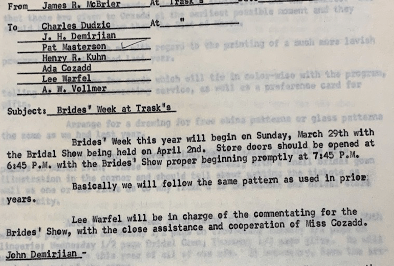 From James R. McBrier At Trask's
To Charles Dudzic At "
J. H. Demirjian
Pat Masterson
Henry R. Kuhn
Ada Cozadd
Lee Warfel
A. W. Vollmer
Subject: Brides' Week at Trask"s
Brides' Week this year will begin on Sunday, March 29th with
the Bridal Show being held on April 2nd. Store doors should be opened at
6:45 P.M. with the Brides' Show proper beginning promptly at 7:45 P.M.
Basically we will follow the same pattern as used in prior
years.
Lee Warfel will be in charge of the commentating for the
Brides' Show, with the close assistance and cooperation of Miss Cozadd.
John Demirjian -